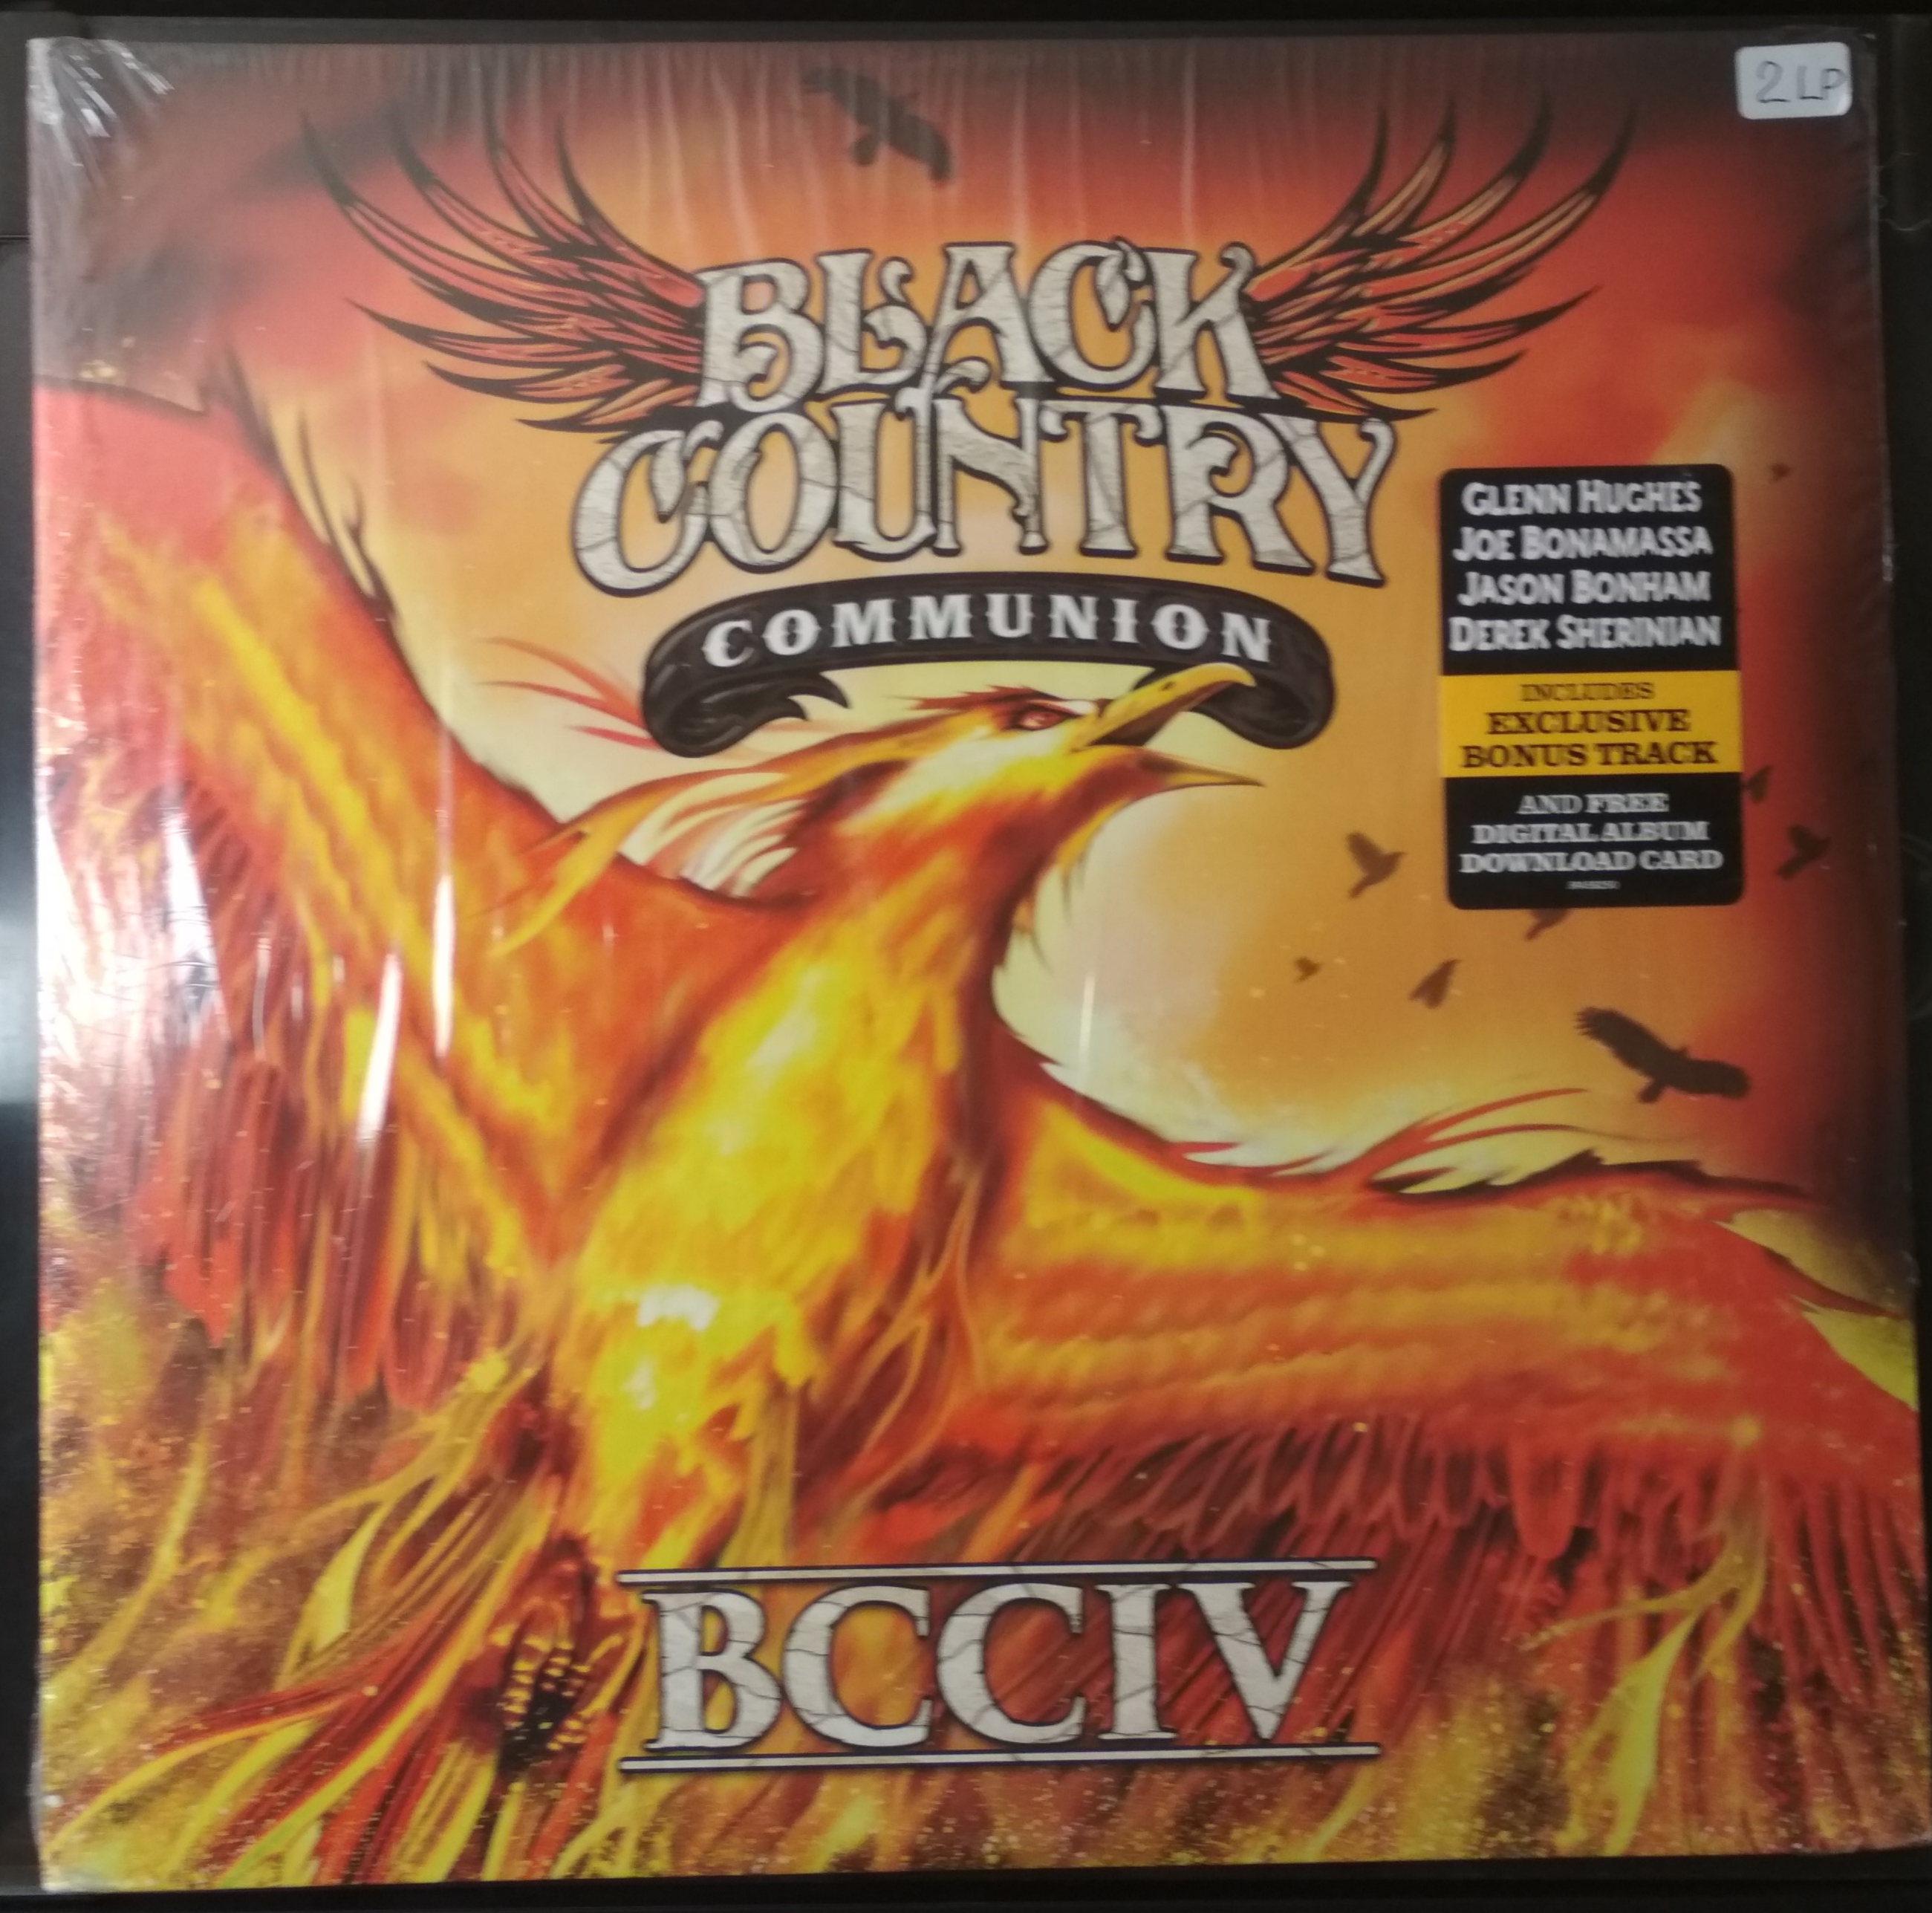 2 LP
BLACK
COUNTRY
COMMUNION
GLENN HUGHES
JOE BONAMASSA
JASON BONHAM
DEREK SHERINIAN
INCLUDES
EXCLUSIVE
BONUS TRACK
AND FREE
DIGITAL ALBUM
DOWNLOAD CARD
BCCIV